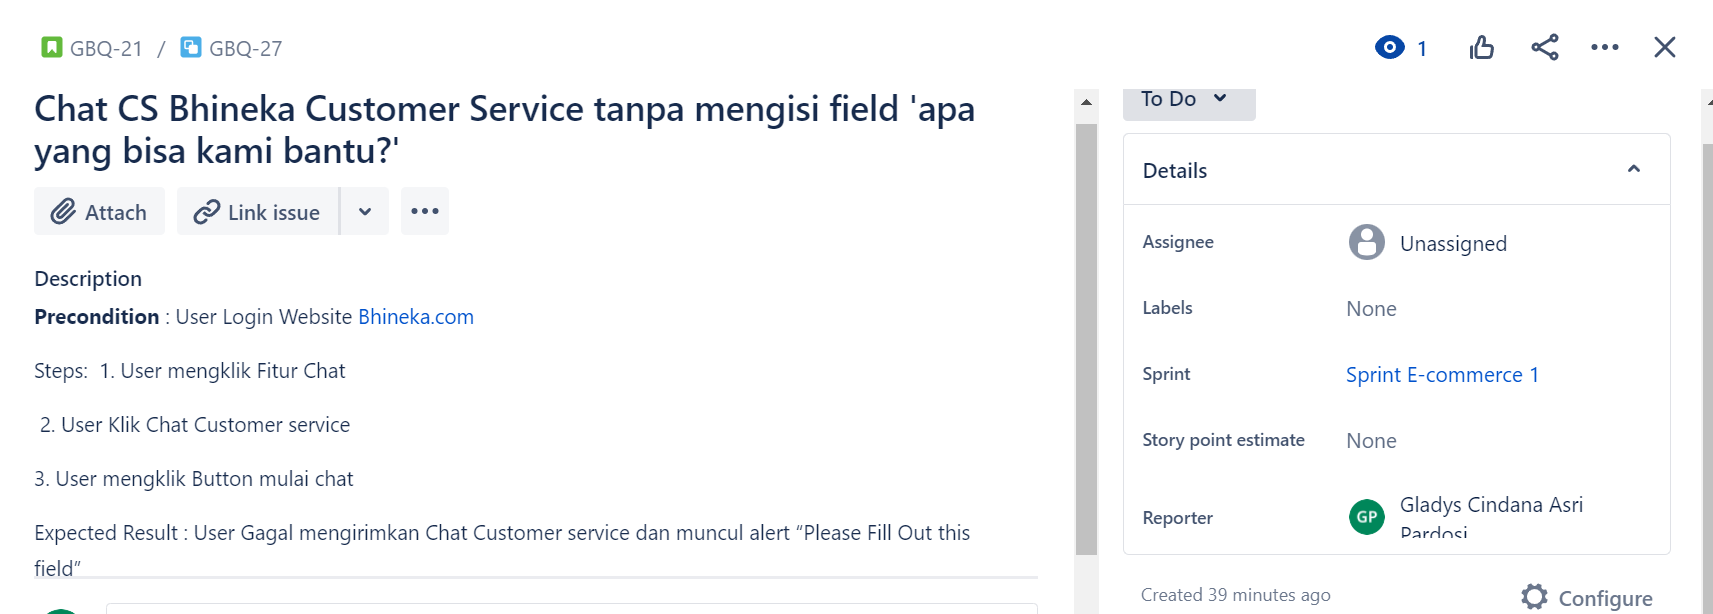 GBQ-21 / GBQ-27
1
Chat CS Bhineka Customer Service tanpa mengisi field 'apa
yang bisa kami bantu?'
Attach
Link issue
Description
Precondition : User Login Website Bhineka.com
Steps: 1. User mengklik Fitur Chat
2. User Klik Chat Customer service
3. User mengklik Button mulai chat
Expected Result : User Gagal mengirimkan Chat Customer service dan muncul alert “Please Fill Out this
field”
To Do
Details
Assignee
Unassigned
Labels
None
Sprint
Sprint E-commerce 1
Story point estimate
None
Reporter
GP
Gladys Cindana Asri
Pardosi
Created 39 minutes ago
Configure